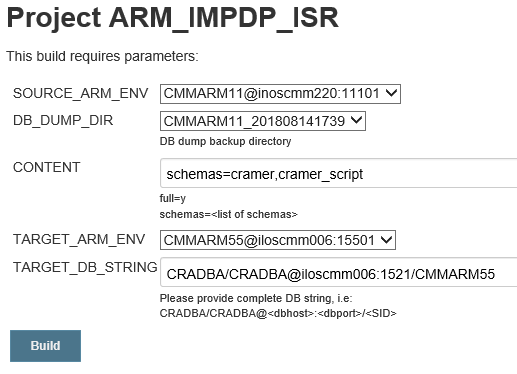 Project ARM_IMPDP_ISR
This build requires parameters:
SOURCE_ARM_ENV CMMARM11@inoscmm220:11101
DB_DUMP_DIR CMMARM11_201808141739
DB dump backup directory
CONTENT schemas=cramer,cramer_script
full=y
schemas=<list of schemas>
TARGET_ARM_ENV CMMARM55@iloscmm006:15501
TARGET_DB_STRING CRADBA/CRADBA@iloscmm006:1521/CMMARM55
Please provide complete DB string, i.e:
CRADBA/CRADBA@<dbhost>:<dbport>/<SID>
Build